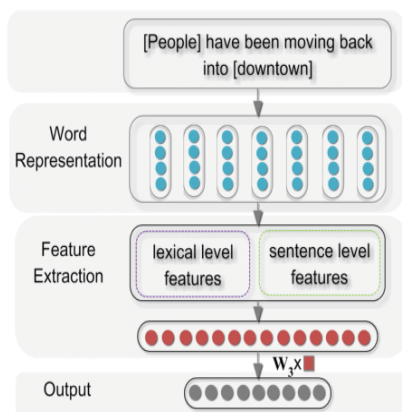 [People] have been moving back
into [downtown]
Word
Representation
Feature
Extraction
lexical level
features
sentence level
features
W3x
Output